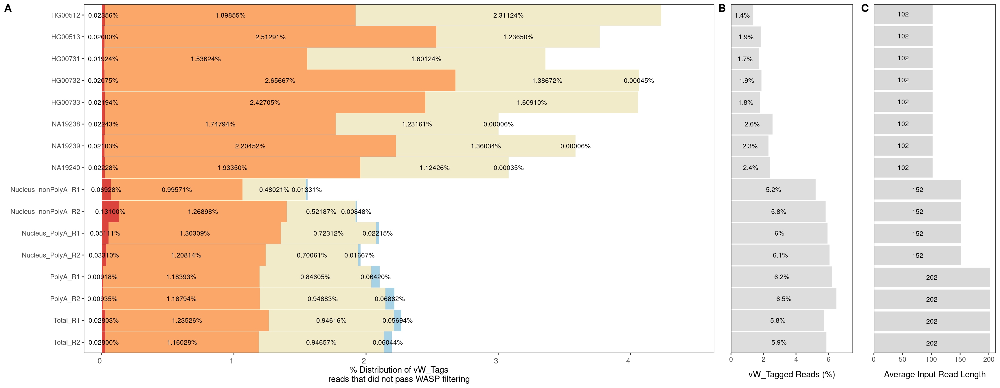 A
B
C
HG00512 0.02356% 1.89855% 2.31124% 1.4% 102
HG00513 0.02000% 2.51291% 1.23650% 1.9% 102
HG00731 0.01924% 1.53624% 1.80124% 1.7% 102
HG00732 0.02075% 2.65667% 1.38672% 0.00045% 1.9% 102
HG00733 0.02194% 2.42705% 1.60910% 1.8% 102
NA19238 0.02243% 1.74794% 1.23161% 0.00006% 2.6% 102
NA19239 0.02103% 2.20452% 1.36034% 0.00006% 2.3% 102
NA19240 0.02228% 1.93350% 1.12426% 0.00035% 2.4% 102
Nucleus_nonPolyA_R1 0.06928% 0.99571% 0.48021% 0.01331% 5.2% 152
Nucleus_nonPolyA_R2 0.13100% 1.26898% 0.52187% 0.00848% 5.8% 152
Nucleus_PolyA_R1 0.05111% 1.30309% 0.72312% 0.02215% 6% 152
Nucleus_PolyA_R2 0.03310% 1.20814% 0.70061% 0.01667% 6.1% 152
PolyA_R1 0.00918% 1.18393% 0.84605% 0.06420% 6.2% 202
PolyA_R2 0.00935% 1.18794% 0.94883% 0.06862% 6.5% 202
Total_R1 0.02803% 1.23526% 0.94616% 0.05694% 5.8% 202
Total_R2 0.02800% 1.16028% 0.94657% 0.06044% 5.9% 202
0 1 2 3 4
0 2 4 6
0 50 100 150 200
% Distribution of vW_Tags
reads that did not pass WASP filtering
vW_Tagged Reads (%)
Average Input Read Length